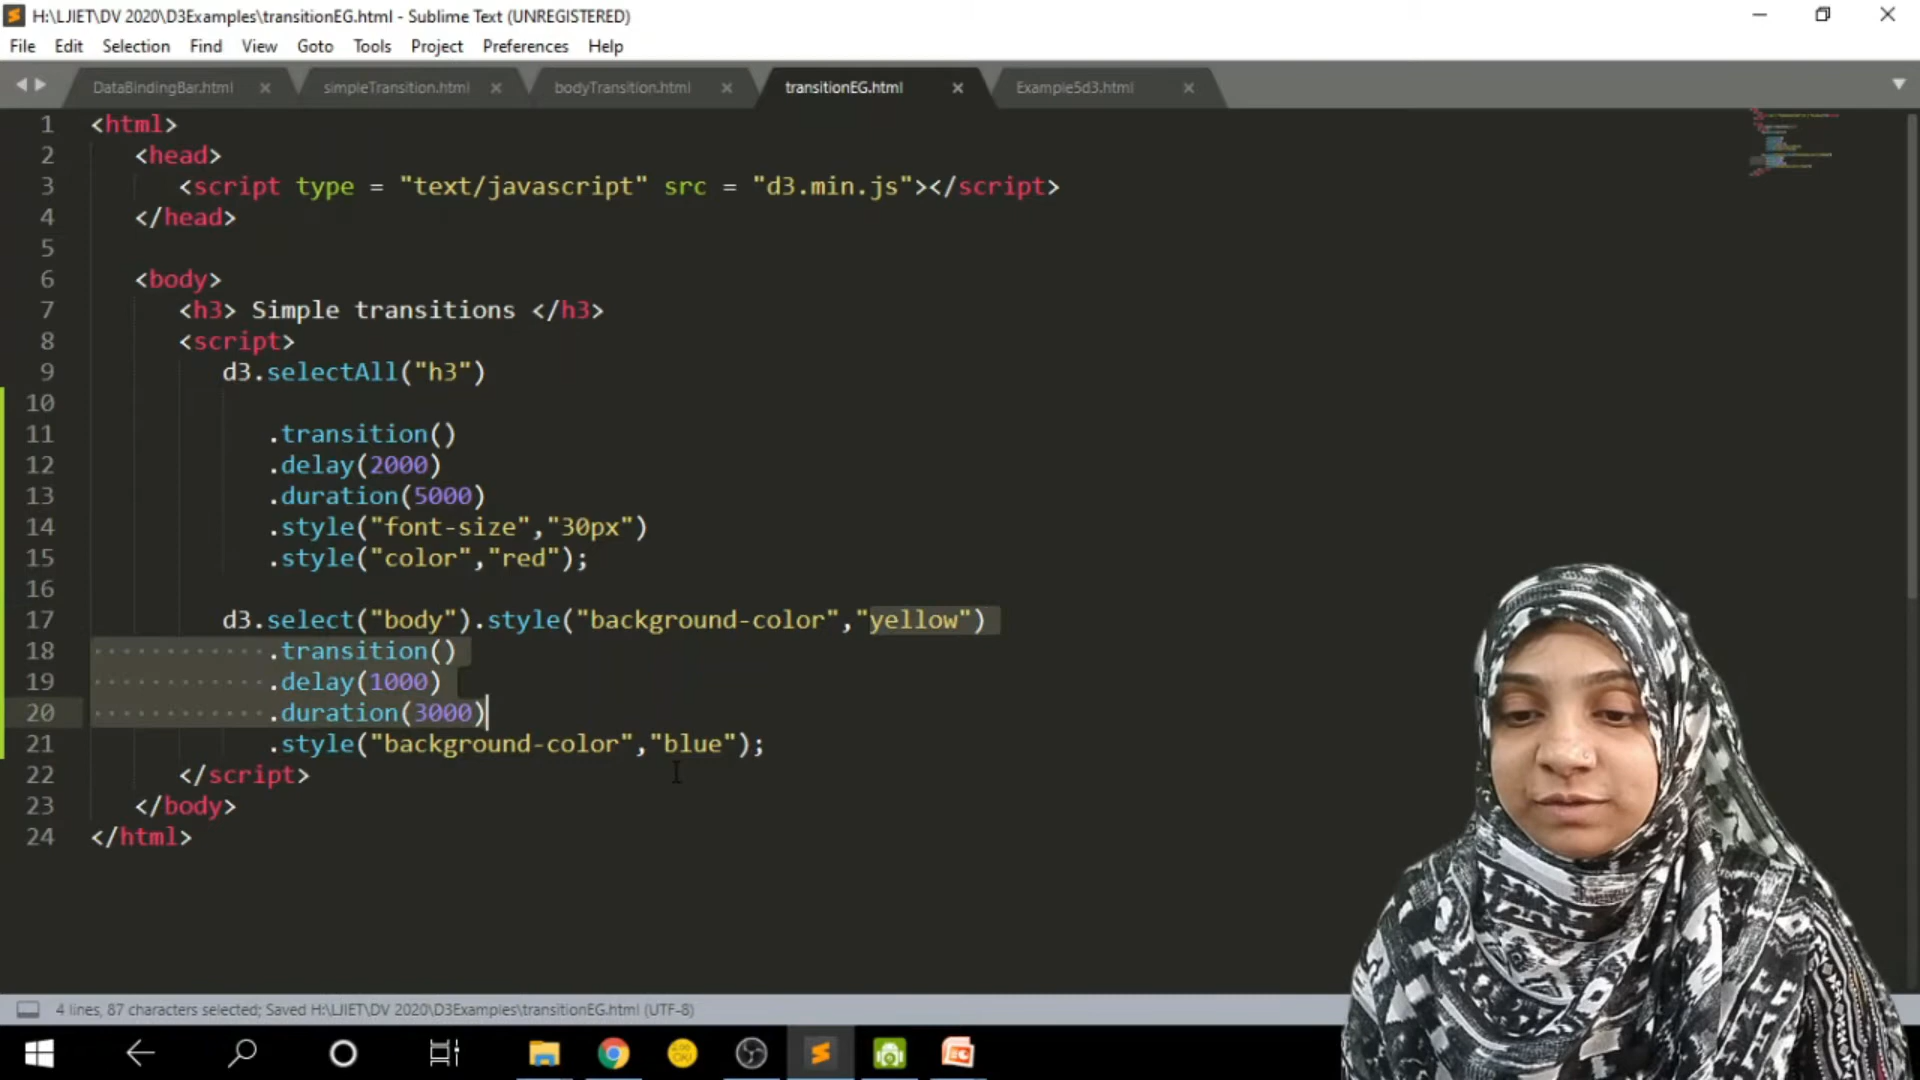 H:\LJIET\DV 2020\D3Examples\transitionEG.html - Sublime Text (UNREGISTERED)
File Edit Selection Find View Goto Tools Project Preferences Help
DataBindingBar.html simpleTransition.html bodyTransition.html transitionEG.html Example5d3.html
1 <html>
2 <head>
3 <script type = "text/javascript" src = "d3.min.js"></script>
4 </head>
5
6 <body>
7 <h3> Simple transitions </h3>
8 <script>
9 d3.selectAll("h3")
10
11 .transition()
12 .delay(2000)
13 .duration(5000)
14 .style("font-size","30px")
15 .style("color","red");
16
17 d3.select("body").style("background-color","yellow")
18 .transition()
19 .delay(1000)
20 .duration(3000)
21 .style("background-color","blue");
22 </script>
23 </body>
24 </html>
4 lines, 87 characters selected; Saved H:\LJIET\DV 2020\D3Examples\transitionEG.html (UTF-8)